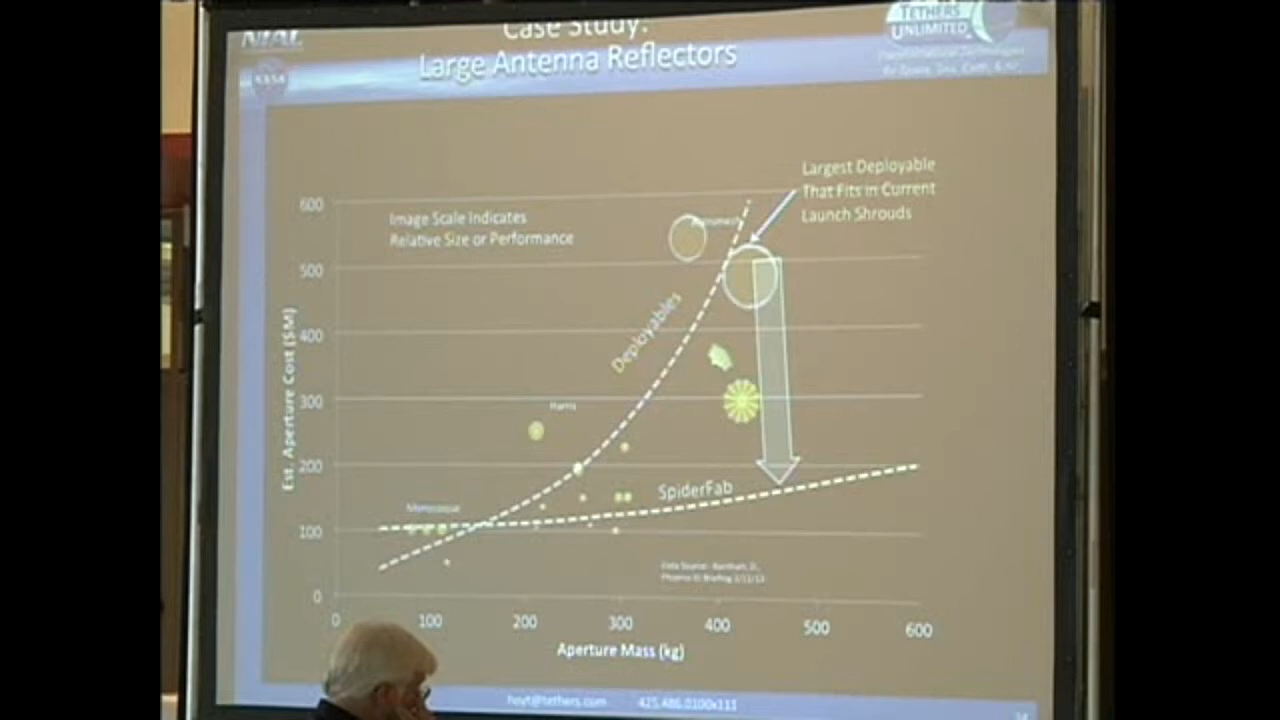 NIAC
Case Study:
Large Antenna Reflectors
TETHERS
UNLIMITED
NASA
Largest Deployable
That Fits in Current
Launch Shrouds
Image Scale Indicates
Relative Size or Performance
Est. Aperture Cost ($M)
600
500
400
300
200
100
0
Deployables
Harris
SpiderFab
0
100
200
300
400
500
600
Aperture Mass (kg)
hoyt@tethers.com 425.486.0100x111